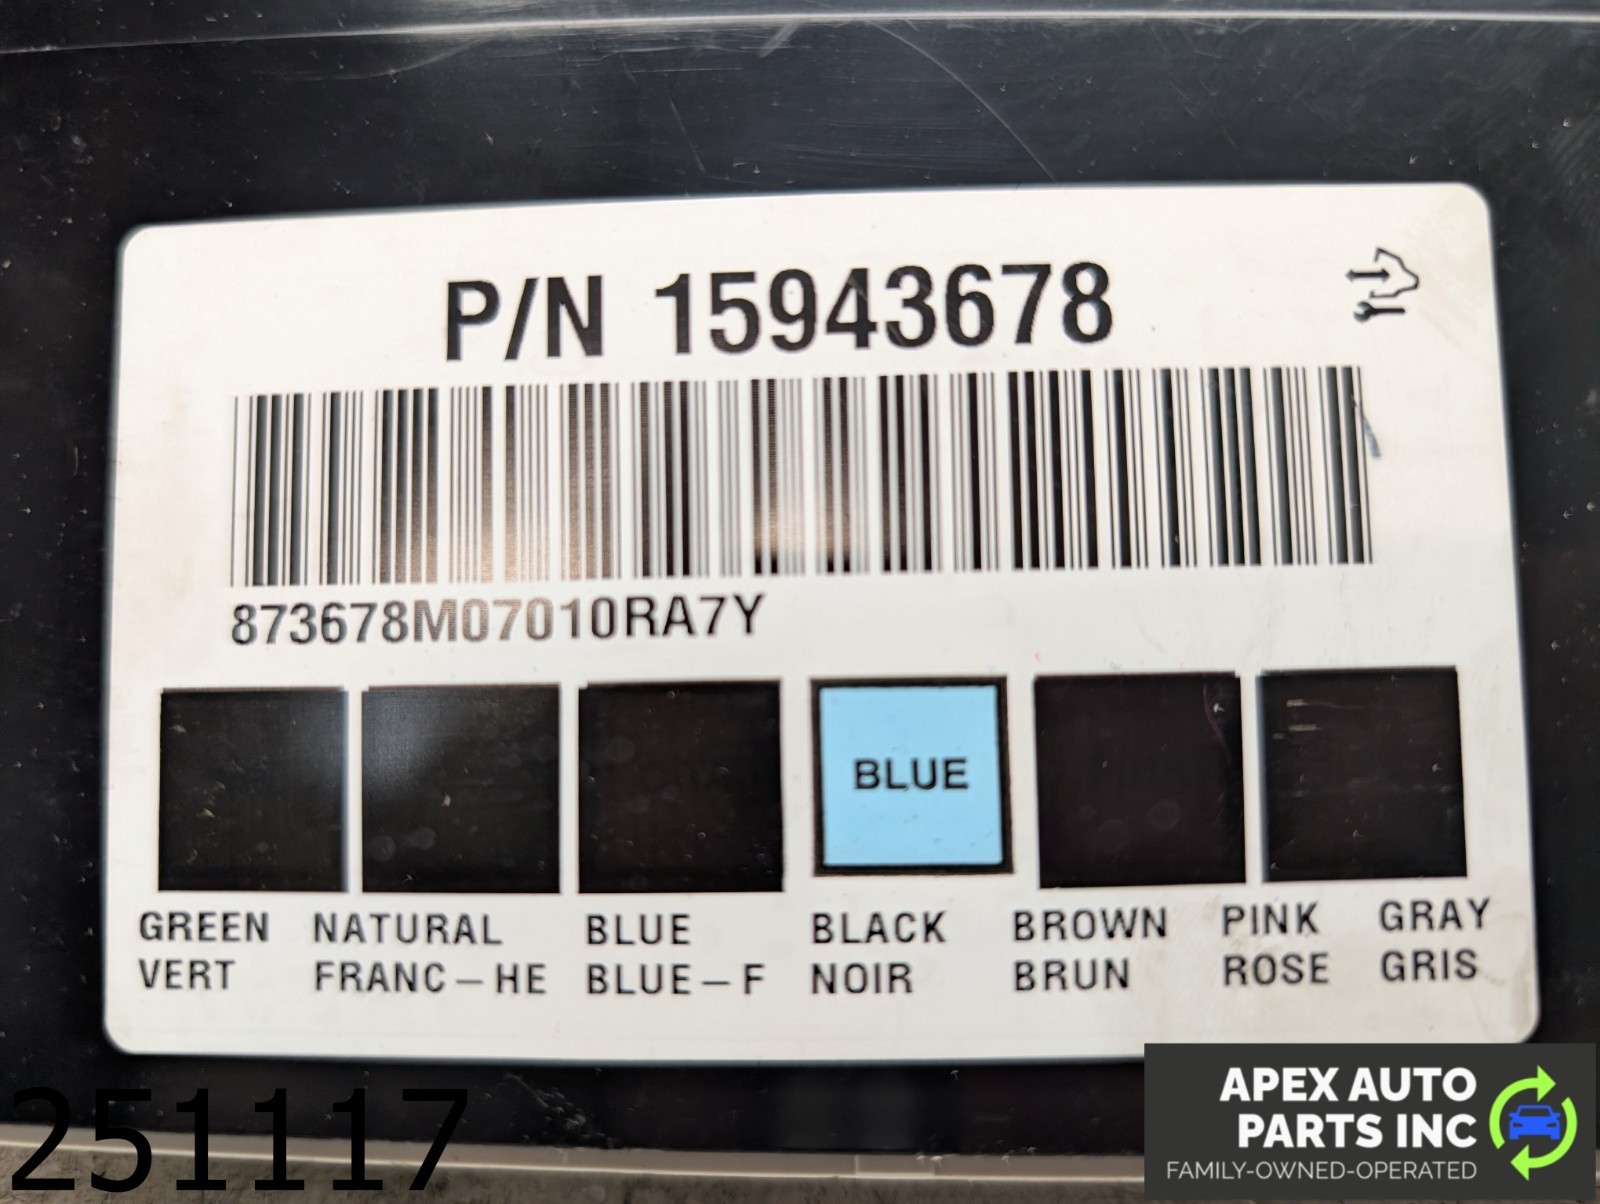 P/N 15943678
873678M07010RA7Y
BLUE
GREEN NATURAL BLUE BLACK BROWN PINK GRAY
VERT FRANC-HE BLUE-F NOIR BRUN ROSE GRIS
251117
APEX AUTO
PARTS INC
FAMILY-OWNED-OPERATED